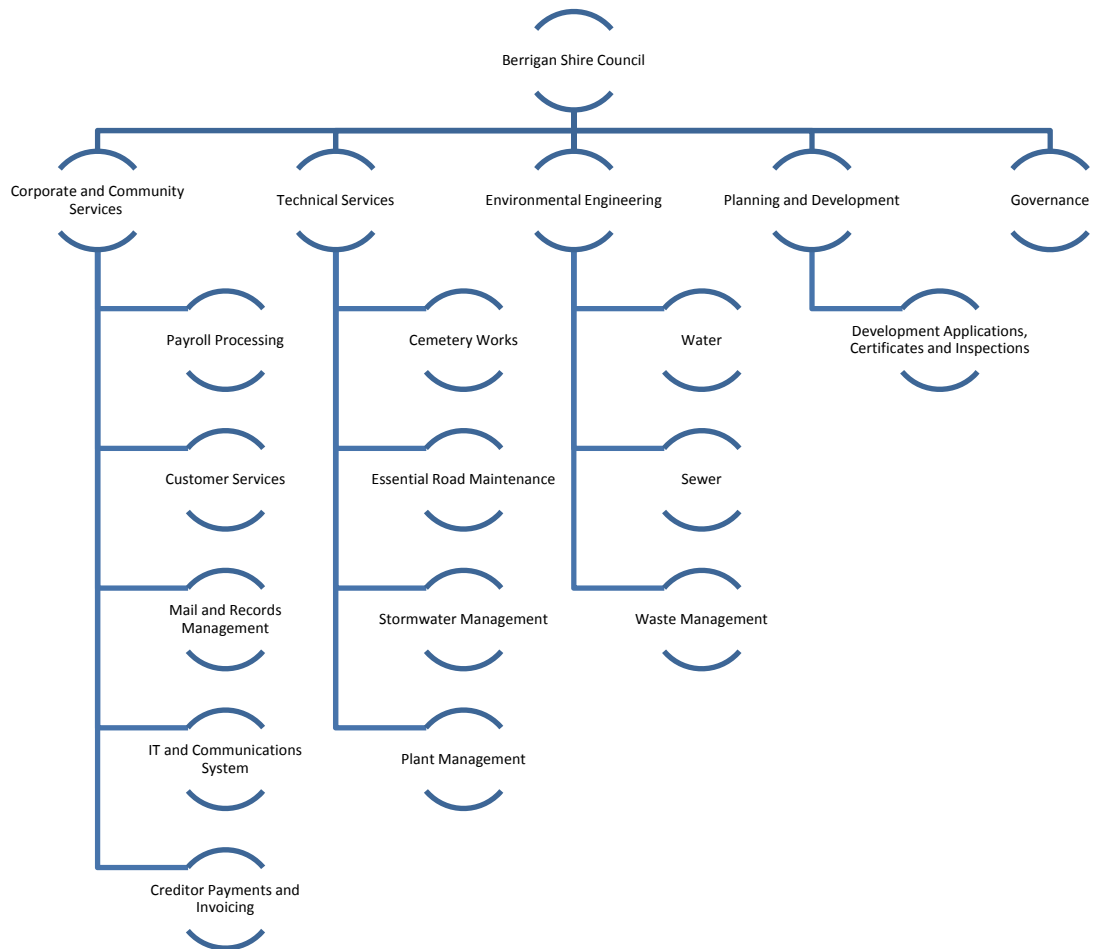 Berrigan Shire Council
Corporate and Community
Services
Technical Services
Environmental Engineering
Planning and Development
Governance
Payroll Processing
Cemetery Works
Water
Development Applications,
Certificates and Inspections
Customer Services
Essential Road Maintenance
Sewer
Mail and Records
Management
Stormwater Management
Waste Management
IT and Communications
System
Plant Management
Creditor Payments and
Invoicing